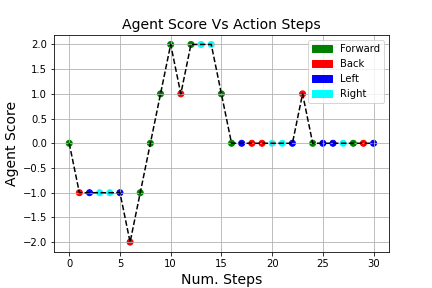 Agent Score Vs Action Steps
Agent Score
2.0
1.5
1.0
0.5
0.0
−0.5
−1.0
−1.5
−2.0
Forward
Back
Left
Right
0 5 10 15 20 25 30
Num. Steps